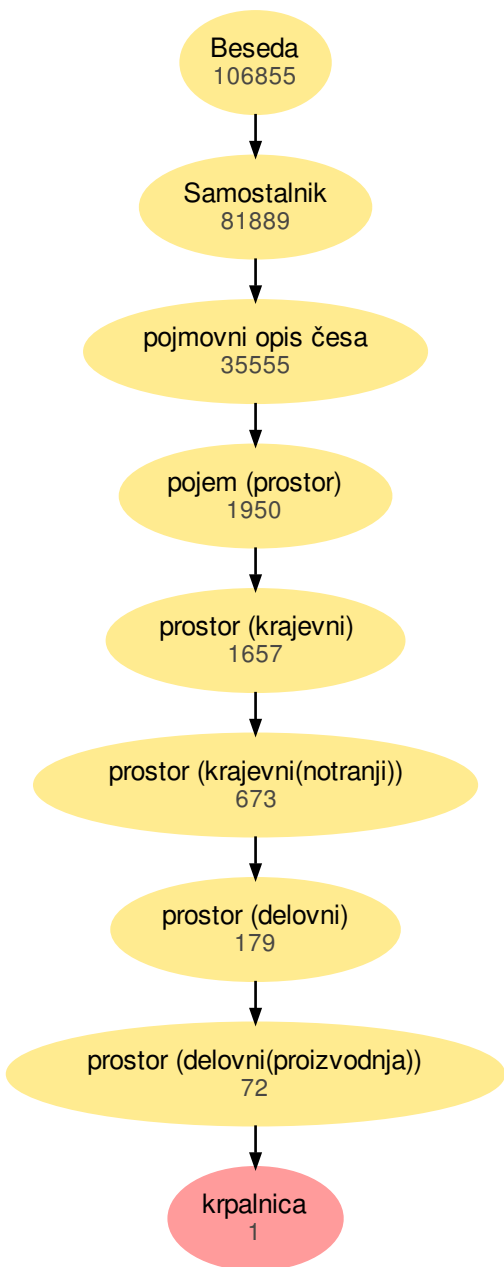 Beseda
106855
Samostalnik
81889
pojmovni opis česa
35555
pojem (prostor)
1950
prostor (krajevni)
1657
prostor (krajevni(notranji))
673
prostor (delovni)
179
prostor (delovni(proizvodnja))
72
krpalnica
1